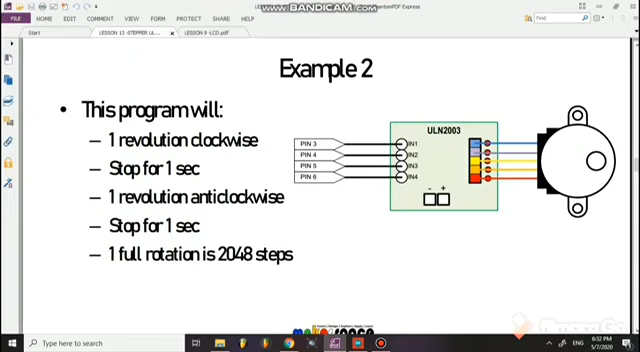 WWW.BANDICAM.COM
FILE HOME EDIT COMMENT VIEW FORM PROTECT SHARE HELP
Find
Start LESSON 13 -STEPPER UL... LESSON 9 -LCD.pdf
Example 2
• This program will:
– 1 revolution clockwise
– Stop for 1 sec
– 1 revolution anticlockwise
– Stop for 1 sec
– 1 full rotation is 2048 steps
ULN2003
PIN 3 IN1
PIN 4 IN2
PIN 5 IN3
PIN 6 IN4
- +
Type here to search
6:32 PM
5/7/2020